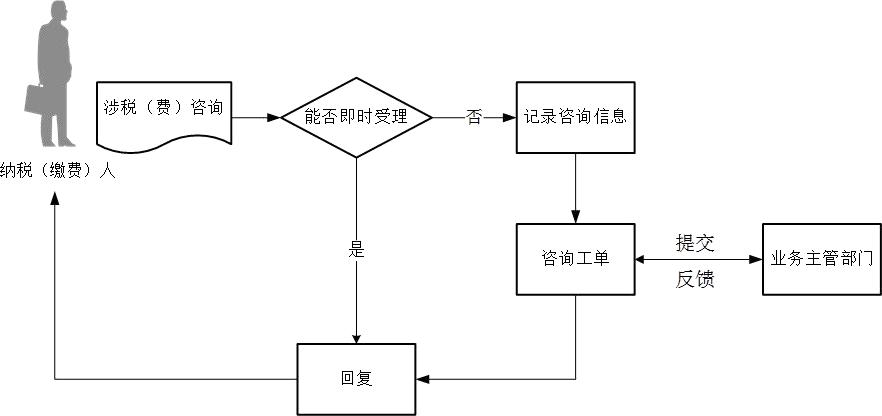 涉税（费）咨询
能否即时受理
否
记录咨询信息
纳税（缴费）人
是
咨询工单
提交
反馈
业务主管部门
回复